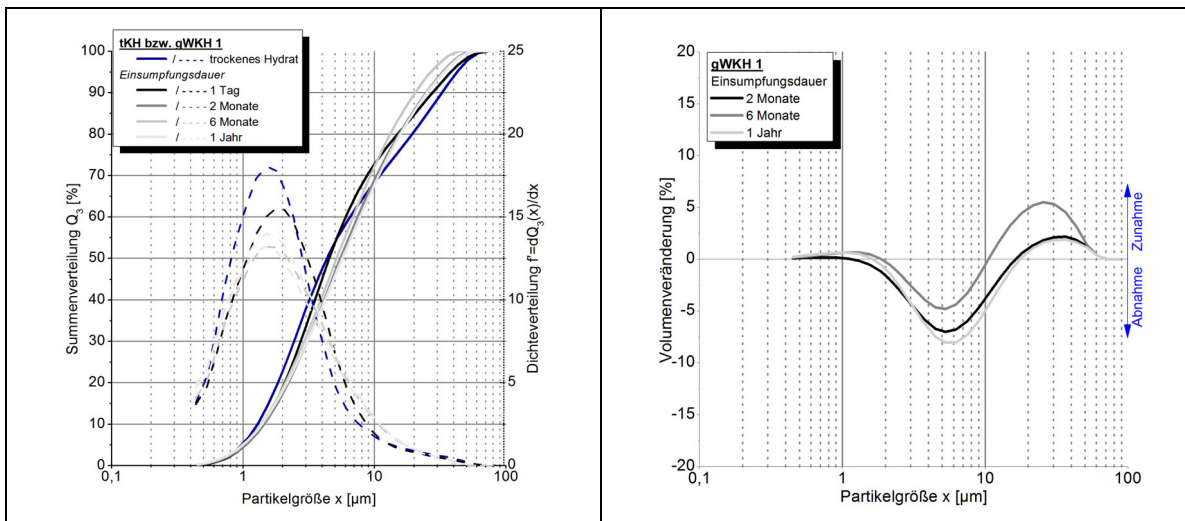 tKH bzw. gWKH 1
/ trockenes Hydrat
Einsumpfungsdauer
/ 1 Tag
/ 2 Monate
/ 6 Monate
/ 1 Jahr
Summenverteilung Q3 [%]
100
90
80
70
60
50
40
30
20
10
0
0,1
1
10
100
Partikelgröße x [µm]
25
20
15
10
5
0
Dichteverteilung f'=dQ3(x)/dx
gWKH 1
Einsumpfungsdauer
2 Monate
6 Monate
1 Jahr
Volumenveränderung [%]
20
15
10
5
0
-5
-10
-15
-20
0,1
1
10
100
Partikelgröße x [µm]
Zunahme
Abnahme